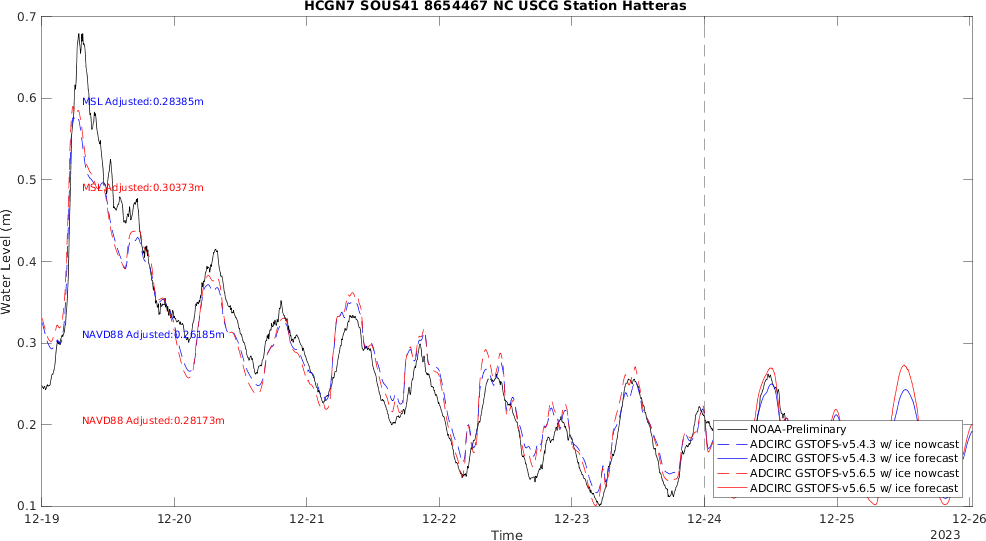 HCGN7 SOUS41 8654467 NC USCG Station Hatteras
0.7
0.6
0.5
0.4
0.3
0.2
0.1
Water Level (m)
MSL Adjusted:0.28385m
MSL Adjusted:0.30373m
NAVD88 Adjusted:0.26185m
NAVD88 Adjusted:0.28173m
NOAA-Preliminary
ADCIRC GSTOFS-v5.4.3 w/ ice nowcast
ADCIRC GSTOFS-v5.4.3 w/ ice forecast
ADCIRC GSTOFS-v5.6.5 w/ ice nowcast
ADCIRC GSTOFS-v5.6.5 w/ ice forecast
12-19 12-20 12-21 12-22 12-23 12-24 12-25 12-26
Time
2023